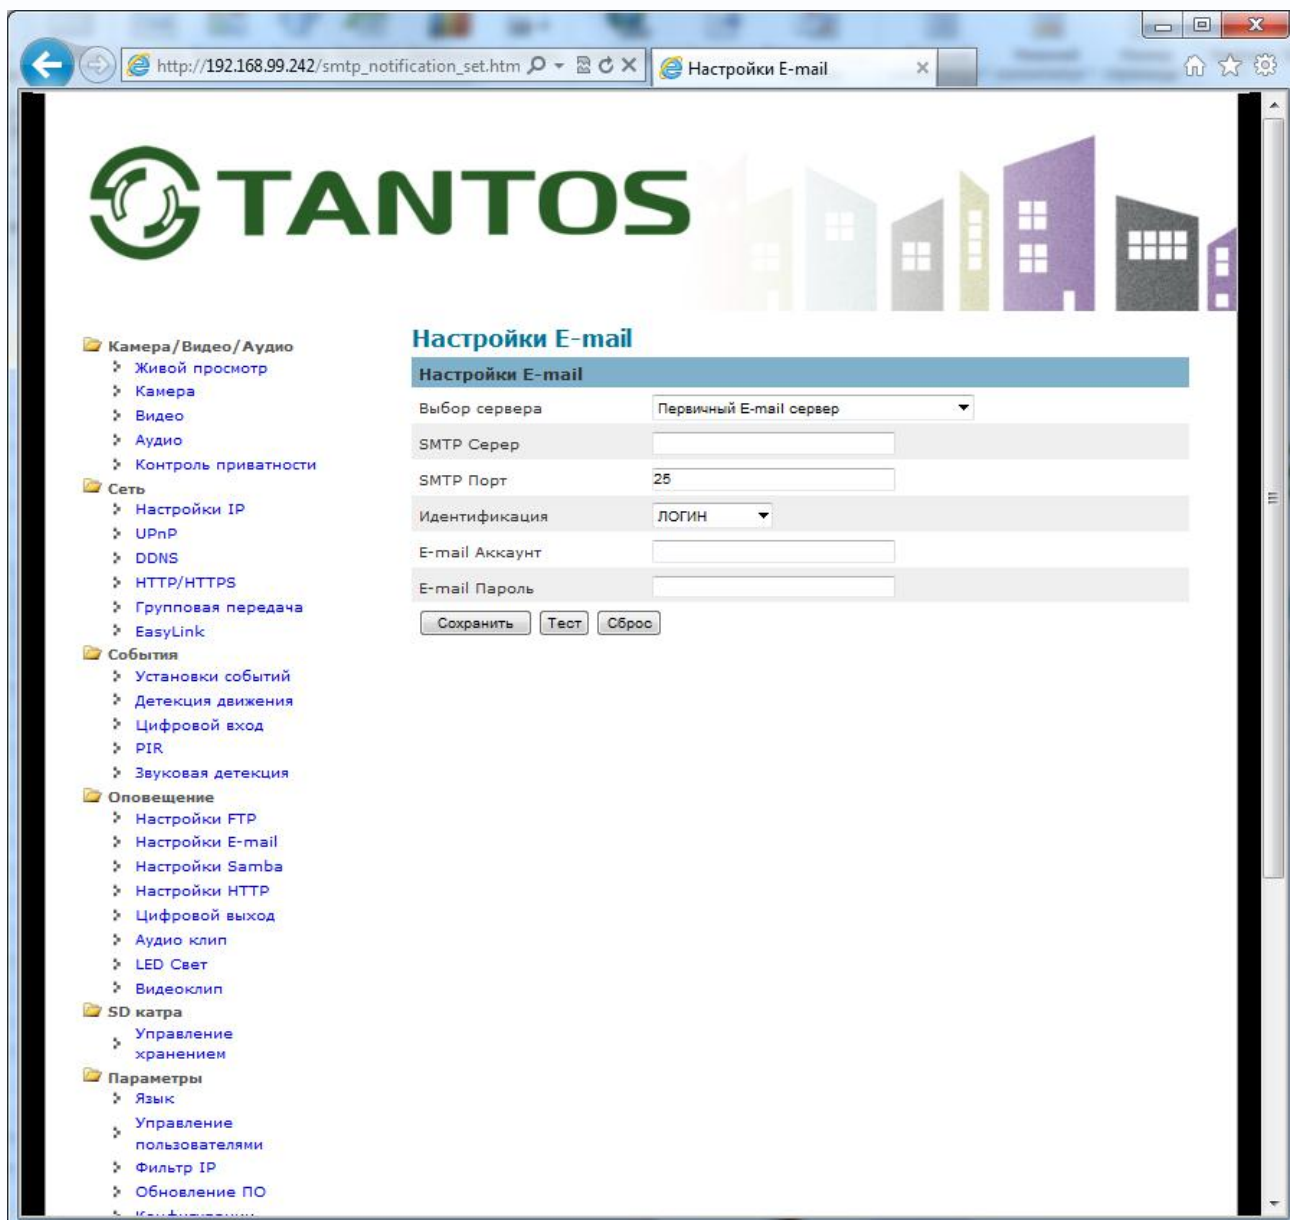 http://192.168.99.242/smtp_notification_set.htm
Настройки E-mail
TANTOS
Камера/Видео/Аудио
Живой просмотр
Камера
Видео
Аудио
Контроль приватности
Сеть
Настройки IP
UPnP
DDNS
HTTP/HTTPS
Групповая передача
EasyLink
События
Установки событий
Детекция движения
Цифровой вход
PIR
Звуковая детекция
Оповещение
Настройки FTP
Настройки E-mail
Настройки Samba
Настройки HTTP
Цифровой выход
Аудио клип
LED Свет
Видеоклип
SD катра
Управление
хранением
Параметры
Язык
Управление
пользователями
Фильтр IP
Обновление ПО
Настройки E-mail
Настройки E-mail
Выбор сервера Первичный E-mail сервер
SMTP Серер
SMTP Порт 25
Идентификация ЛОГИН
E-mail Аккаунт
E-mail Пароль
Сохранить Тест Сброс